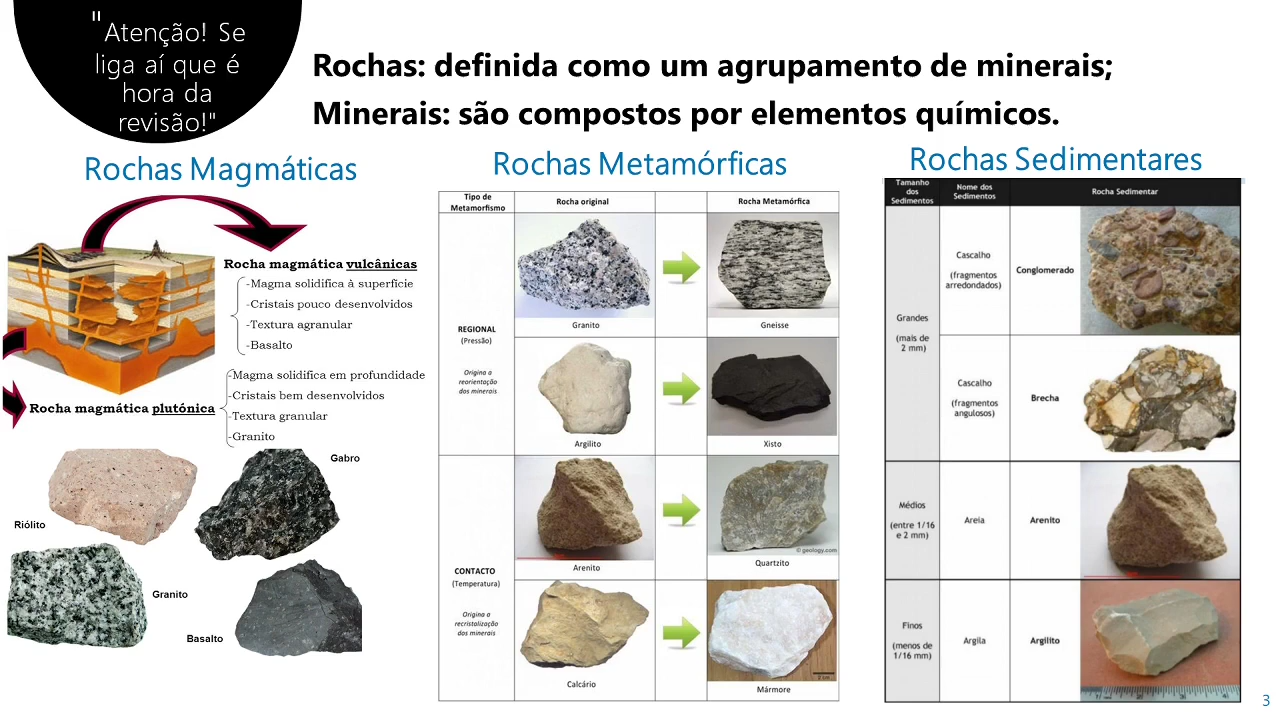 "Atenção! Se
liga aí que é
hora da
revisão!"
Rochas: definida como um agrupamento de minerais;
Minerais: são compostos por elementos químicos.
Rochas Magmáticas
Rocha magmática vulcânicas
-Magma solidifica à superfície
-Cristais pouco desenvolvidos
-Textura agranular
-Basalto
Rocha magmática plutónica
-Magma solidifica em profundidade
-Cristais bem desenvolvidos
-Textura granular
-Granito
Gabro
Riólito
Granito
Basalto
Rochas Metamórficas
Tipo de
Metamorfismo
Rocha original
Rocha Metamórfica
REGIONAL
(Pressão)
Origina a
reorientação
dos minerais
Granito
Gneisse
Argilito
Xisto
CONTACTO
(Temperatura)
Origina a
recristalização
dos minerais
Arenito
© geology.com
Quartzito
Calcário
Mármore
Rochas Sedimentares
Tamanho
dos
Sedimentos
Nome dos
Sedimentos
Rocha Sedimentar
Grandes
(mais de
2 mm)
Cascalho
(fragmentos
arredondados)
Conglomerado
Cascalho
(fragmentos
angulosos)
Brecha
Médios
(entre 1/16
e 2 mm)
Areia
Arenito
Finos
(menos de
1/16 mm)
Argila
Argilito
3